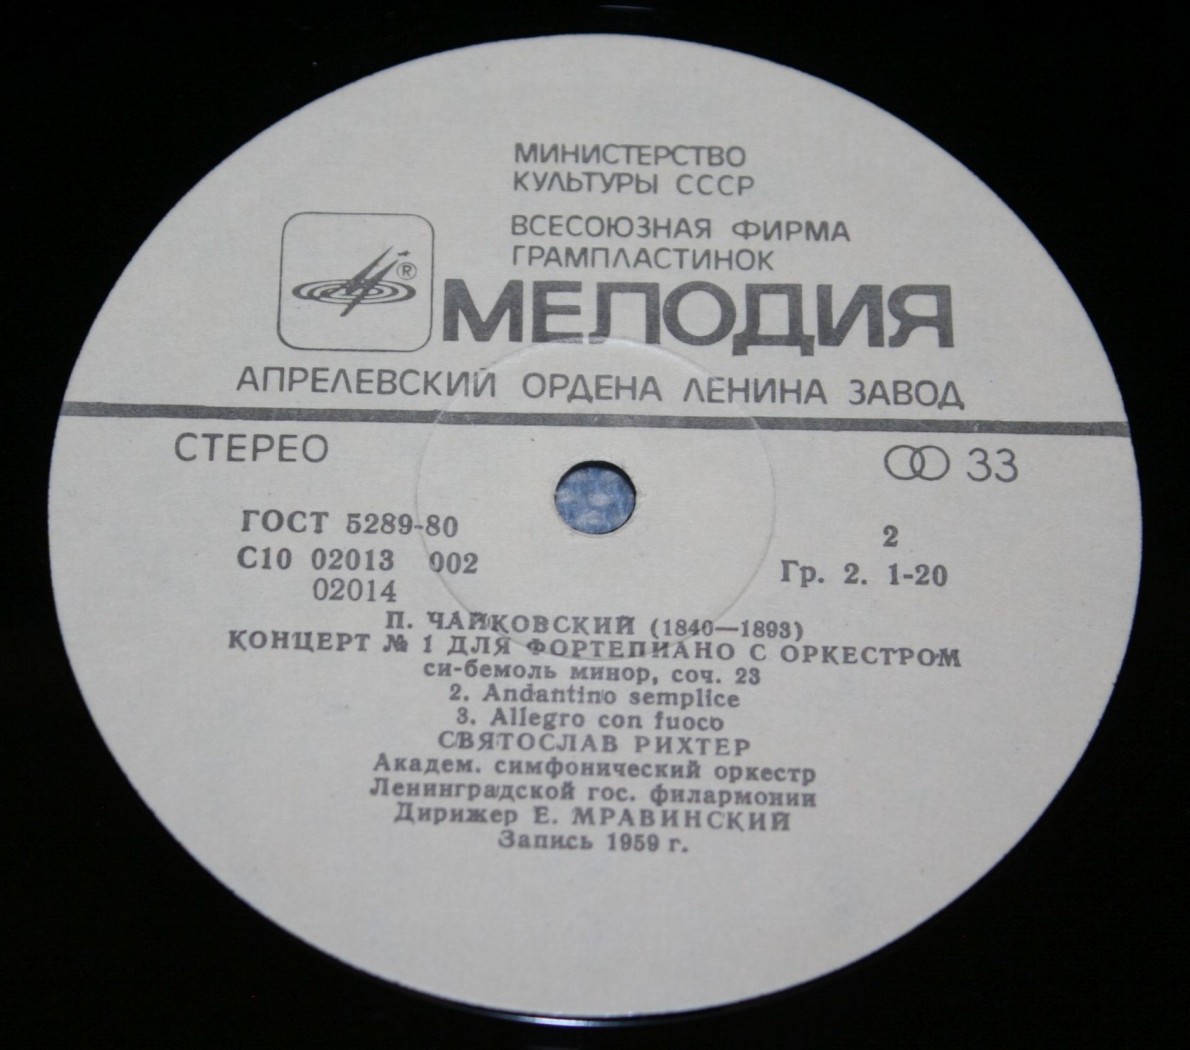 МИНИСТЕРСТВО
КУЛЬТУРЫ СССР
ВСЕСОЮЗНАЯ ФИРМА
ГРАМПЛАСТИНОК
®
МЕЛОДИЯ
АПРЕЛЕВСКИЙ ОРДЕНА ЛЕНИНА ЗАВОД
СТЕРЕО
33
ГОСТ 5289-80
С10 02013 002
02014
2
Гр. 2. 1-20
П. ЧАЙКОВСКИЙ (1840—1893)
КОНЦЕРТ № 1 ДЛЯ ФОРТЕПИАНО С ОРКЕСТРОМ
си-бемоль минор, соч. 23
2. Andantino semplice
3. Allegro con fuoco
СВЯТОСЛАВ РИХТЕР
Академ. симфонический оркестр
Ленинградской гос. филармонии
Дирижер Е. МРАВИНСКИЙ
Запись 1959 г.